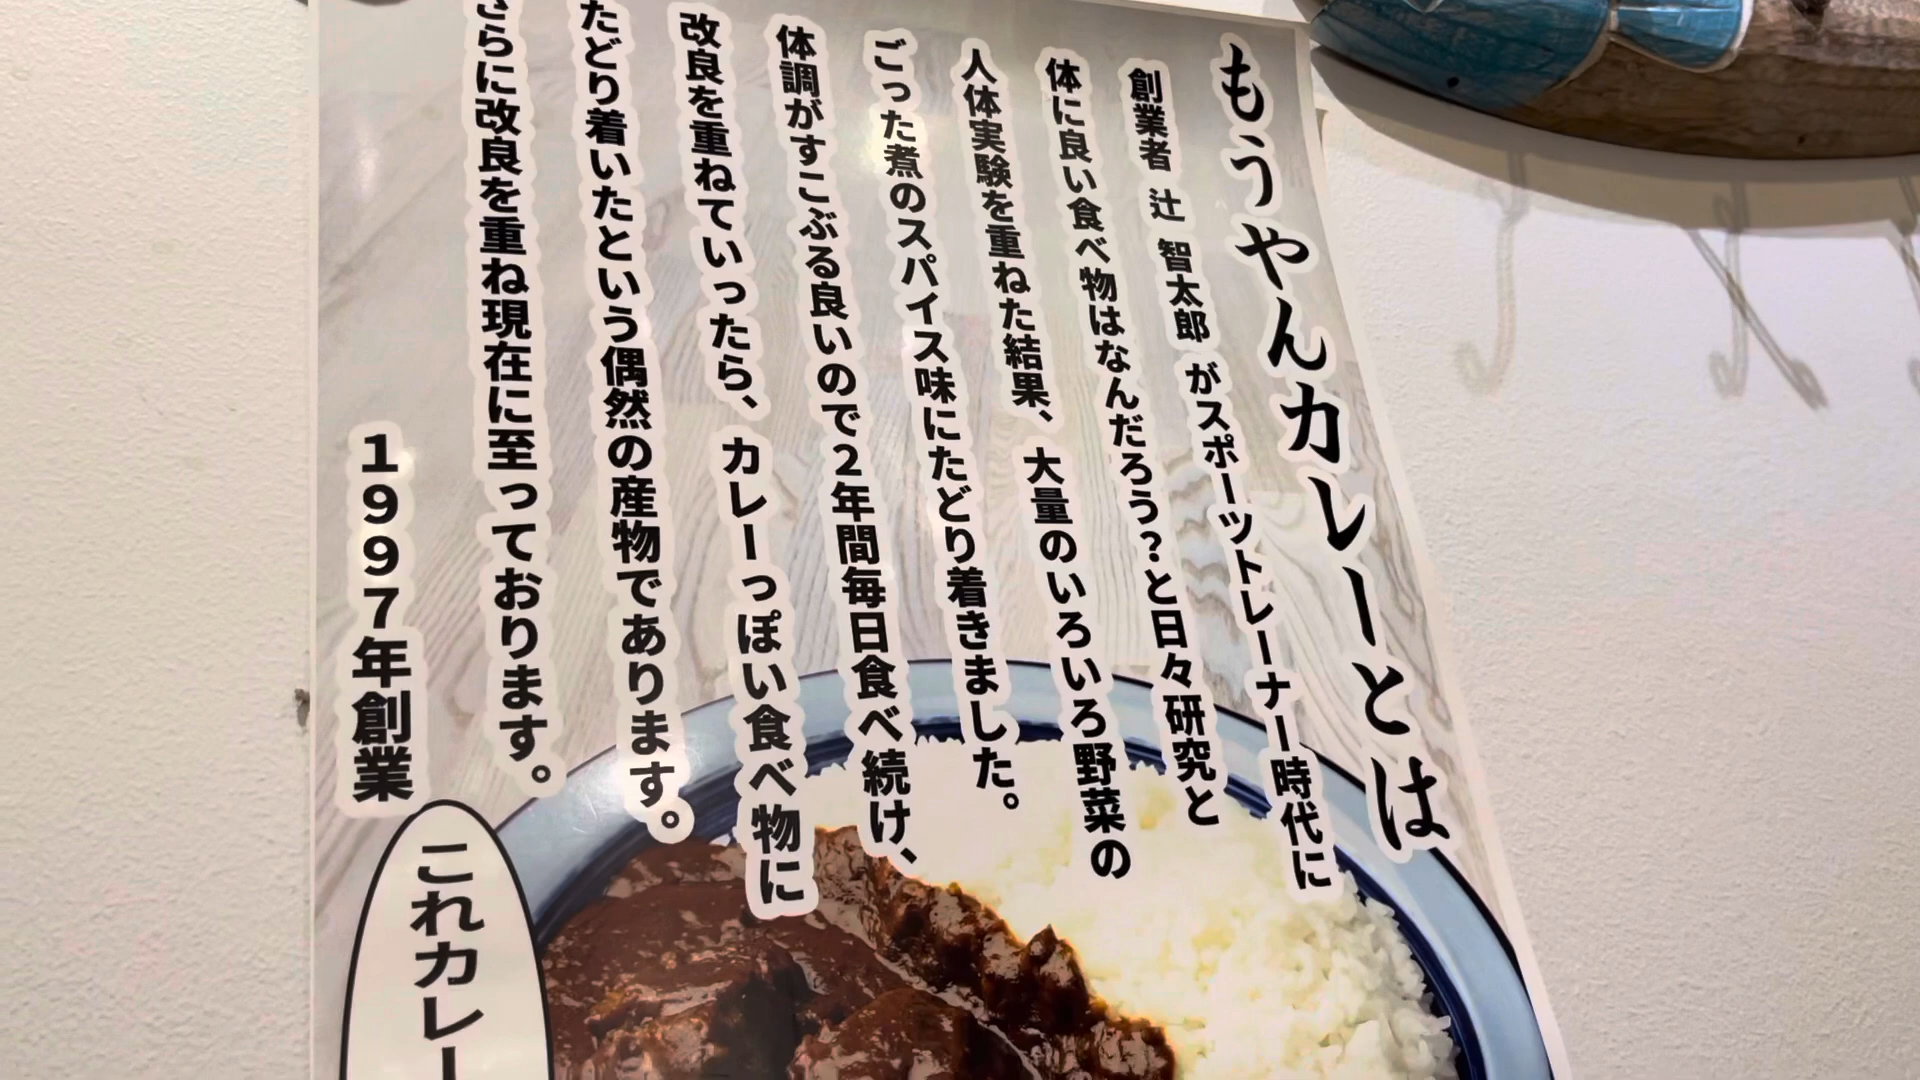 もうやんカレーとは
創業者 辻 智太郎 がスポーツトレーナー時代に
体に良い食べ物はなんだろう?と日々研究と
人体実験を重ねた結果、大量のいろいろ野菜の
ごった煮のスパイス味にたどり着きました。
体調がすこぶる良いので2年間毎日食べ続け、
改良を重ねていったら、カレーっぽい食べ物に
たどり着いたという偶然の産物であります。
さらに改良を重ね現在に至っております。
1997年創業
これカレー